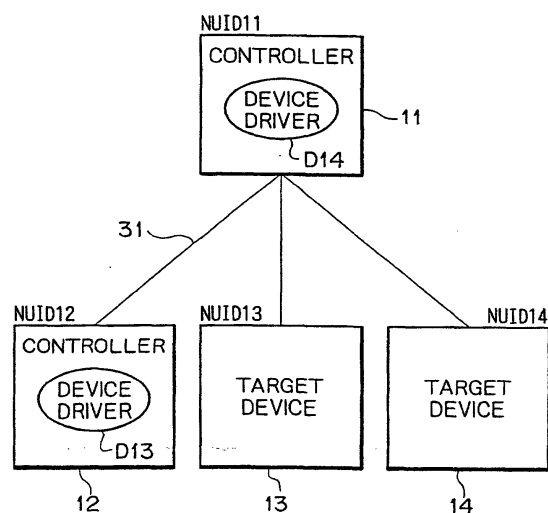 NUID11
CONTROLLER
DEVICE
DRIVER
11
D14
31
NUID12
NUID13
NUID14
CONTROLLER
DEVICE
DRIVER
D13
TARGET
DEVICE
TARGET
DEVICE
12
13
14